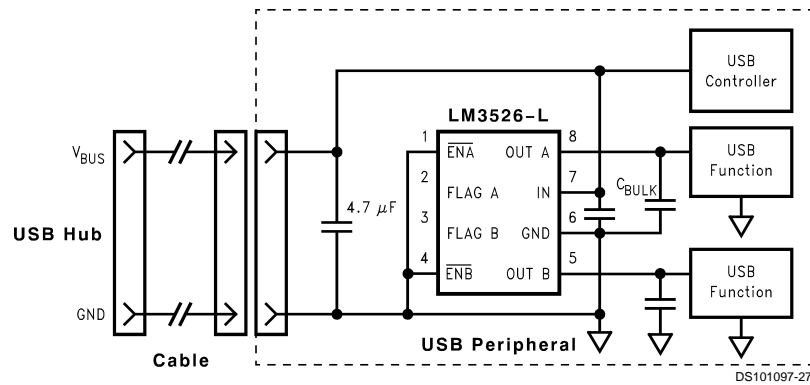 USB
Controller
LM3526-L
1
8
ENA
OUT A
USB
Function
V_BUS
2
7
FLAG A
IN
C_BULK
4.7 µF
3
6
FLAG B
GND
USB Hub
4
5
ENB
OUT B
USB
Function
GND
USB Peripheral
Cable
DS101097-27